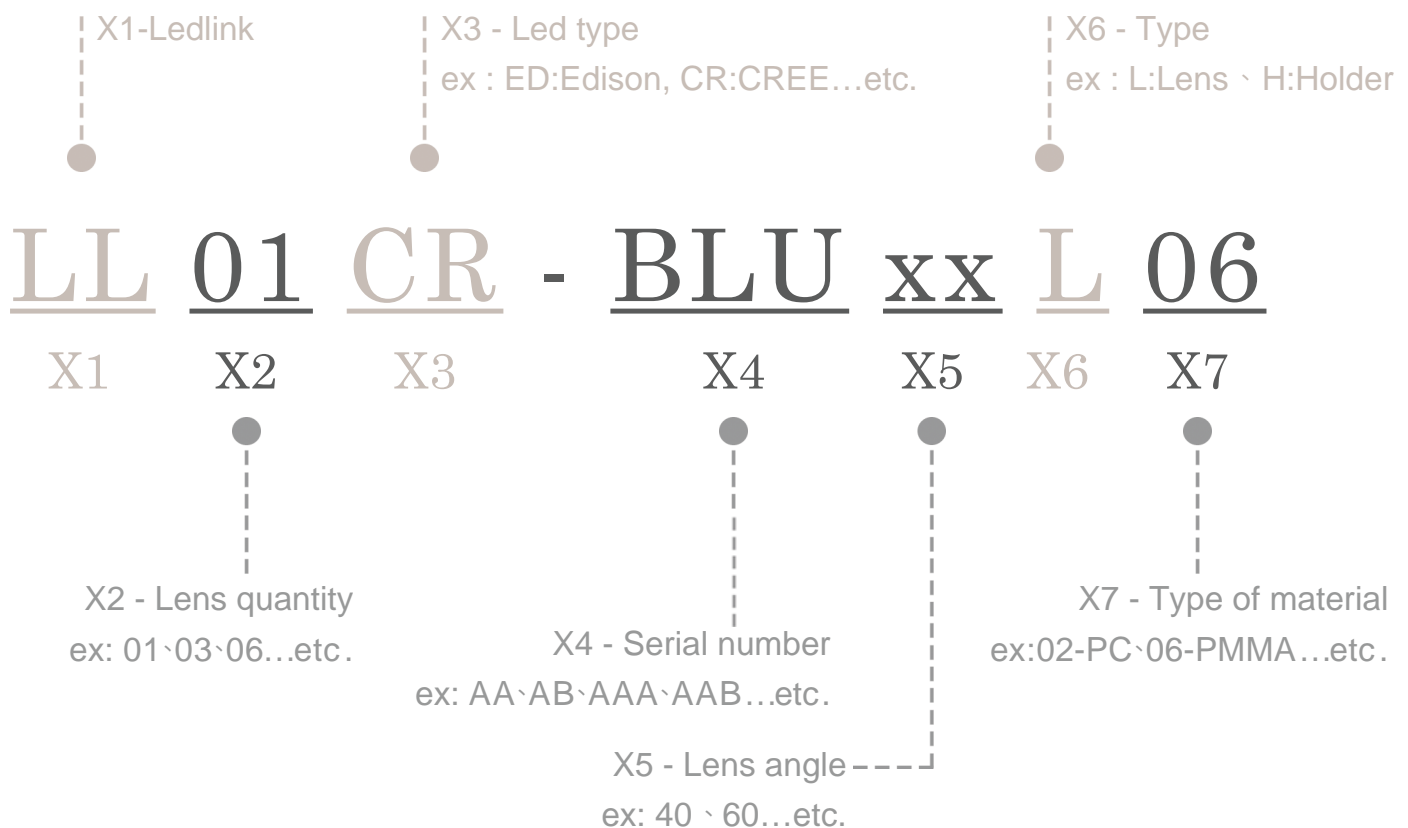 X1-Ledlink
X3 - Led type
ex : ED:Edison, CR:CREE…etc.
X6 - Type
ex : L:Lens、H:Holder
LL 01 CR - BLU xx L 06
X1 X2 X3 X4 X5 X6 X7
X2 - Lens quantity
ex: 01、03、06…etc.
X4 - Serial number
ex: AA、AB、AAA、AAB…etc.
X5 - Lens angle
ex: 40 、60…etc.
X7 - Type of material
ex:02-PC、06-PMMA…etc.